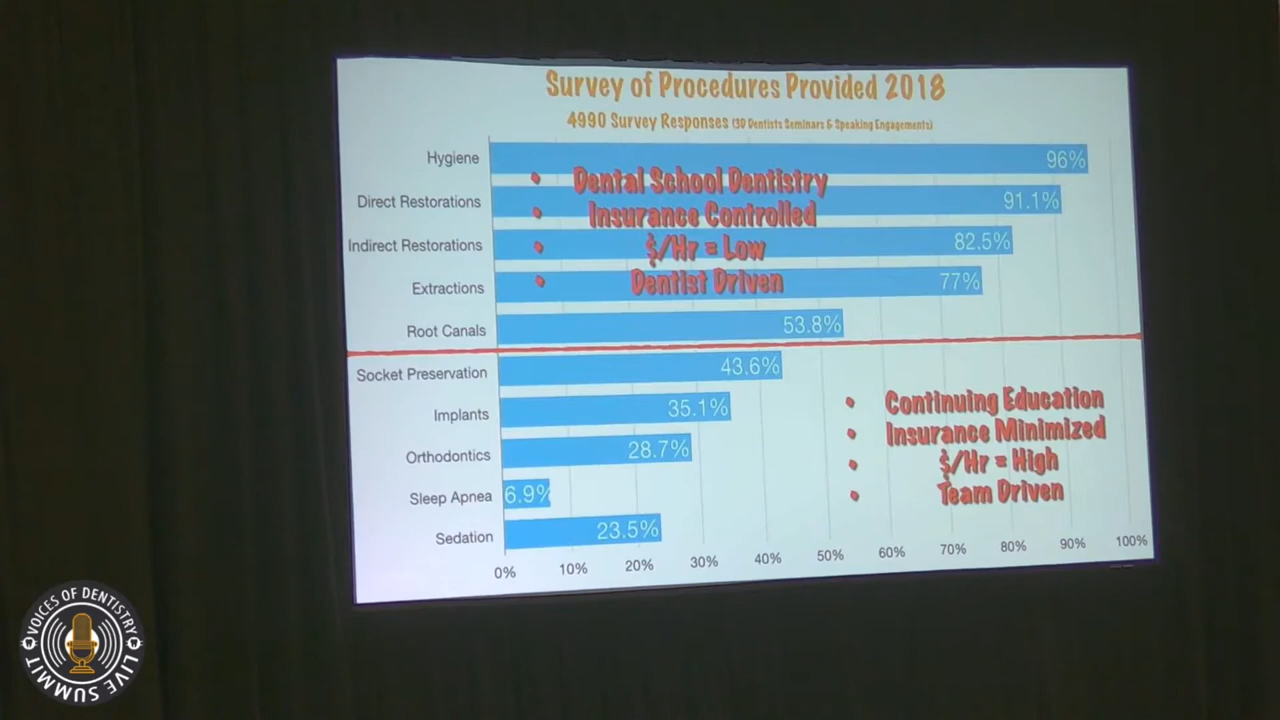 Survey of Procedures Provided 2018
4990 Survey Responses (3D Dentists Seminars & Speaking Engagements)
Hygiene 96%
• Dental School Dentistry
Direct Restorations 91.1%
• Insurance Controlled
Indirect Restorations 82.5%
• $/Hr = Low
Extractions 77%
• Dentist Driven
Root Canals 53.8%
Socket Preservation 43.6%
Implants 35.1%
• Continuing Education
• Insurance Minimized
Orthodontics 28.7%
• $/Hr = High
Sleep Apnea 6.9%
• Team Driven
Sedation 23.5%
0% 10% 20% 30% 40% 50% 60% 70% 80% 90% 100%
VOICES OF DENTISTRY
LIVE SUMMIT